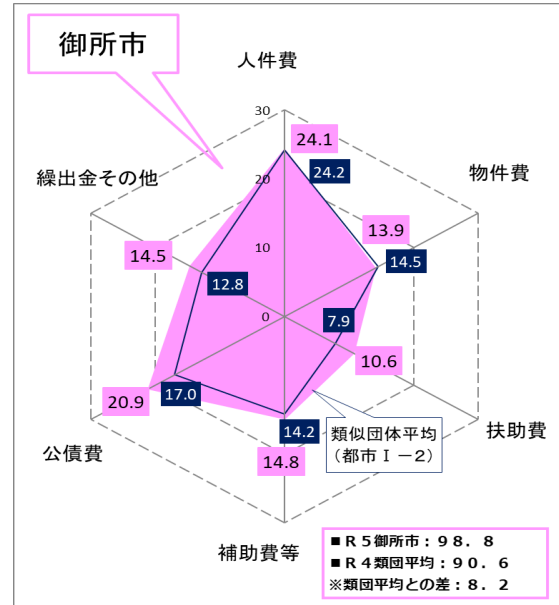 御所市
人件費
30
24.1
繰出金その他
20
24.2
物件費
13.9
14.5
10
14.5
12.8
0
7.9
10.6
20.9
17.0
14.2
類似団体平均
（都市Ⅰ－2）
扶助費
公債費
14.8
補助費等
■Ｒ５御所市：９８．８
■Ｒ４類団平均：９０．６
※類団平均との差：８．２